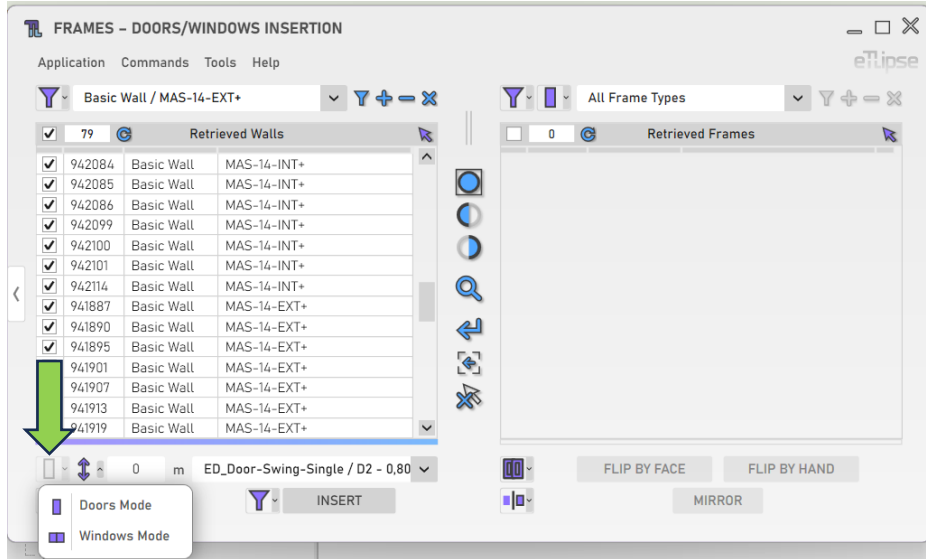 FRAMES – DOORS/WINDOWS INSERTION
Application Commands Tools Help
eTLipse
Basic Wall / MAS-14-EXT+
All Frame Types
79 Retrieved Walls
0 Retrieved Frames
942084 Basic Wall MAS-14-INT+
942085 Basic Wall MAS-14-INT+
942086 Basic Wall MAS-14-INT+
942099 Basic Wall MAS-14-INT+
942100 Basic Wall MAS-14-INT+
942101 Basic Wall MAS-14-INT+
942114 Basic Wall MAS-14-INT+
941887 Basic Wall MAS-14-EXT+
941890 Basic Wall MAS-14-EXT+
941895 Basic Wall MAS-14-EXT+
941901 Basic Wall MAS-14-EXT+
941907 Basic Wall MAS-14-EXT+
941913 Basic Wall MAS-14-EXT+
941919 Basic Wall MAS-14-EXT+
0 m ED_Door-Swing-Single / D2 - 0,80
FLIP BY FACE FLIP BY HAND
INSERT
MIRROR
Doors Mode
Windows Mode